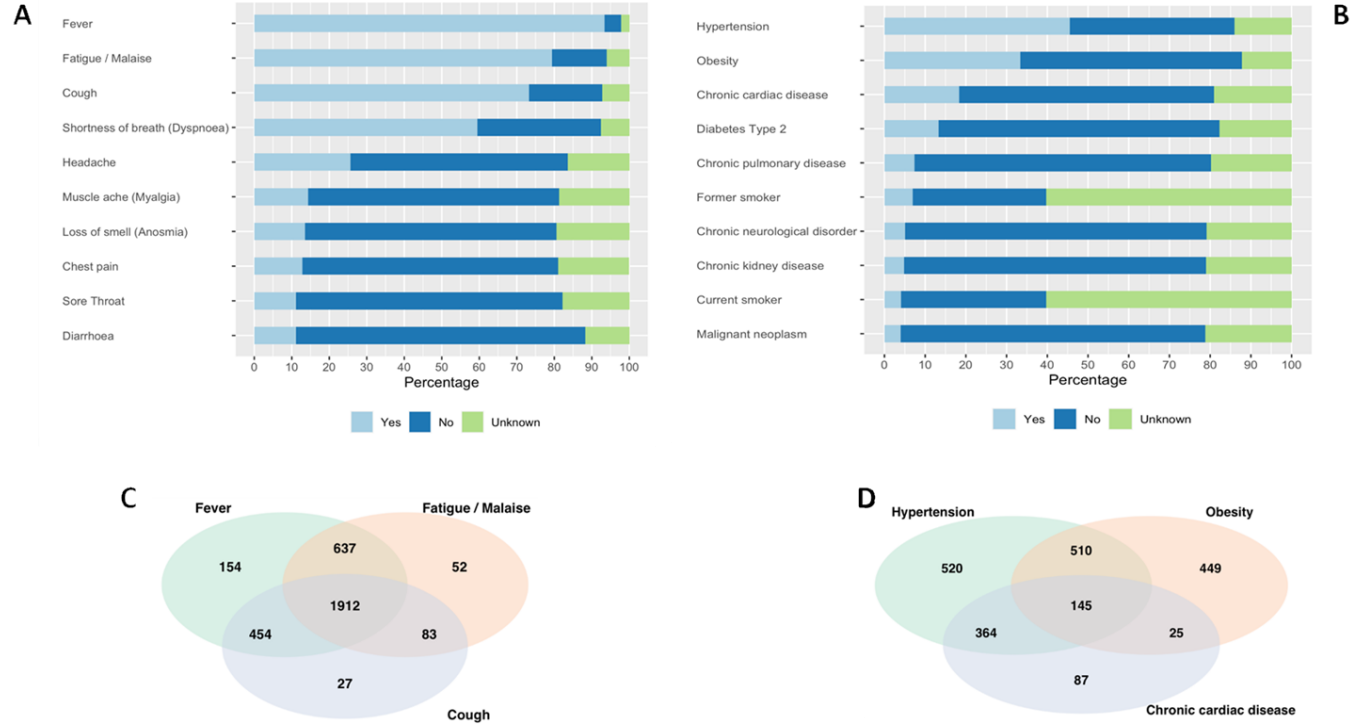 A
Fever
Fatigue / Malaise
Cough
Shortness of breath (Dyspnoea)
Headache
Muscle ache (Myalgia)
Loss of smell (Anosmia)
Chest pain
Sore Throat
Diarrhoea
0 10 20 30 40 50 60 70 80 90 100
Percentage
Yes No Unknown
B
Hypertension
Obesity
Chronic cardiac disease
Diabetes Type 2
Chronic pulmonary disease
Former smoker
Chronic neurological disorder
Chronic kidney disease
Current smoker
Malignant neoplasm
0 10 20 30 40 50 60 70 80 90 100
Percentage
Yes No Unknown
C
Fever Fatigue / Malaise
637
154 52
1912
454 83
27
Cough
D
Hypertension Obesity
510
520 449
145
364 25
87
Chronic cardiac disease